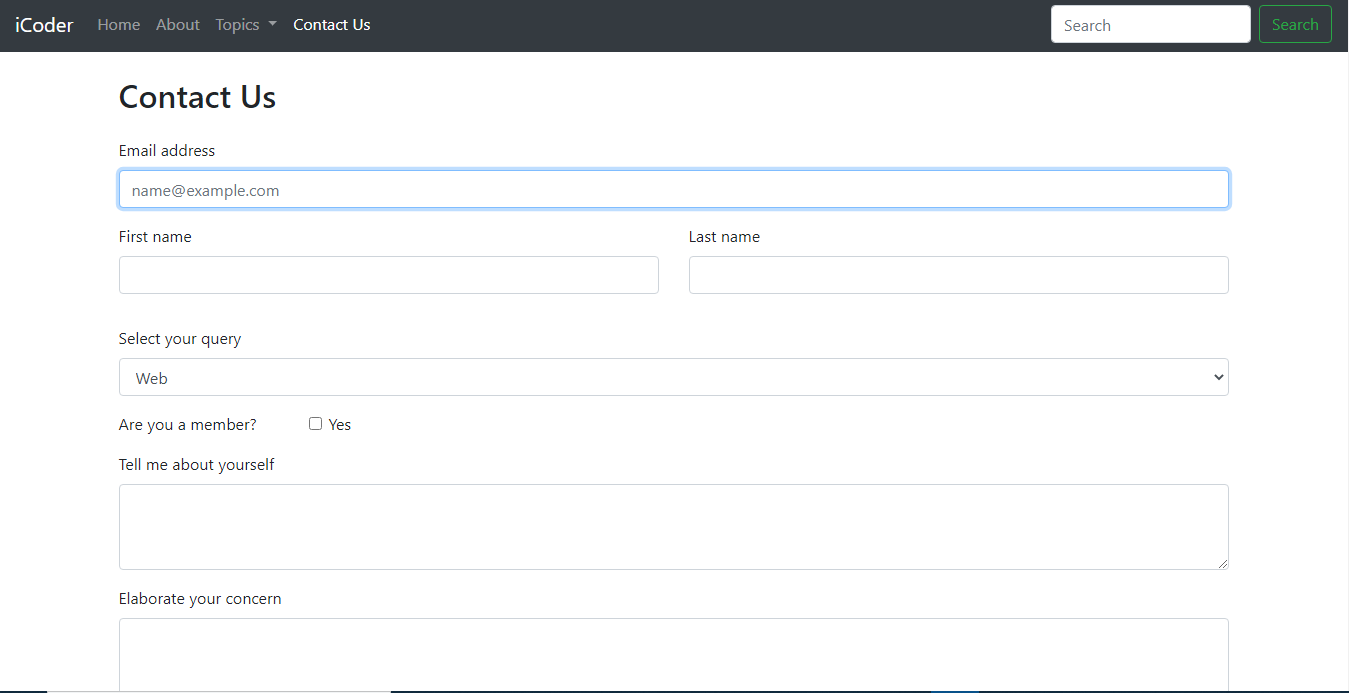 iCoder Home About Topics Contact Us Search Search
Contact Us
Email address
name@example.com
First name Last name
Select your query
Web
Are you a member? Yes
Tell me about yourself
Elaborate your concern